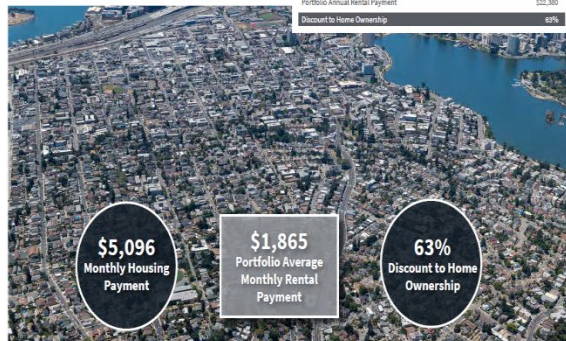 Portfolio Annual Rental Payment $22,380
Discount to Home Ownership 63%
$5,096
Monthly Housing
Payment
$1,865
Portfolio Average
Monthly Rental
Payment
63%
Discount to Home
Ownership